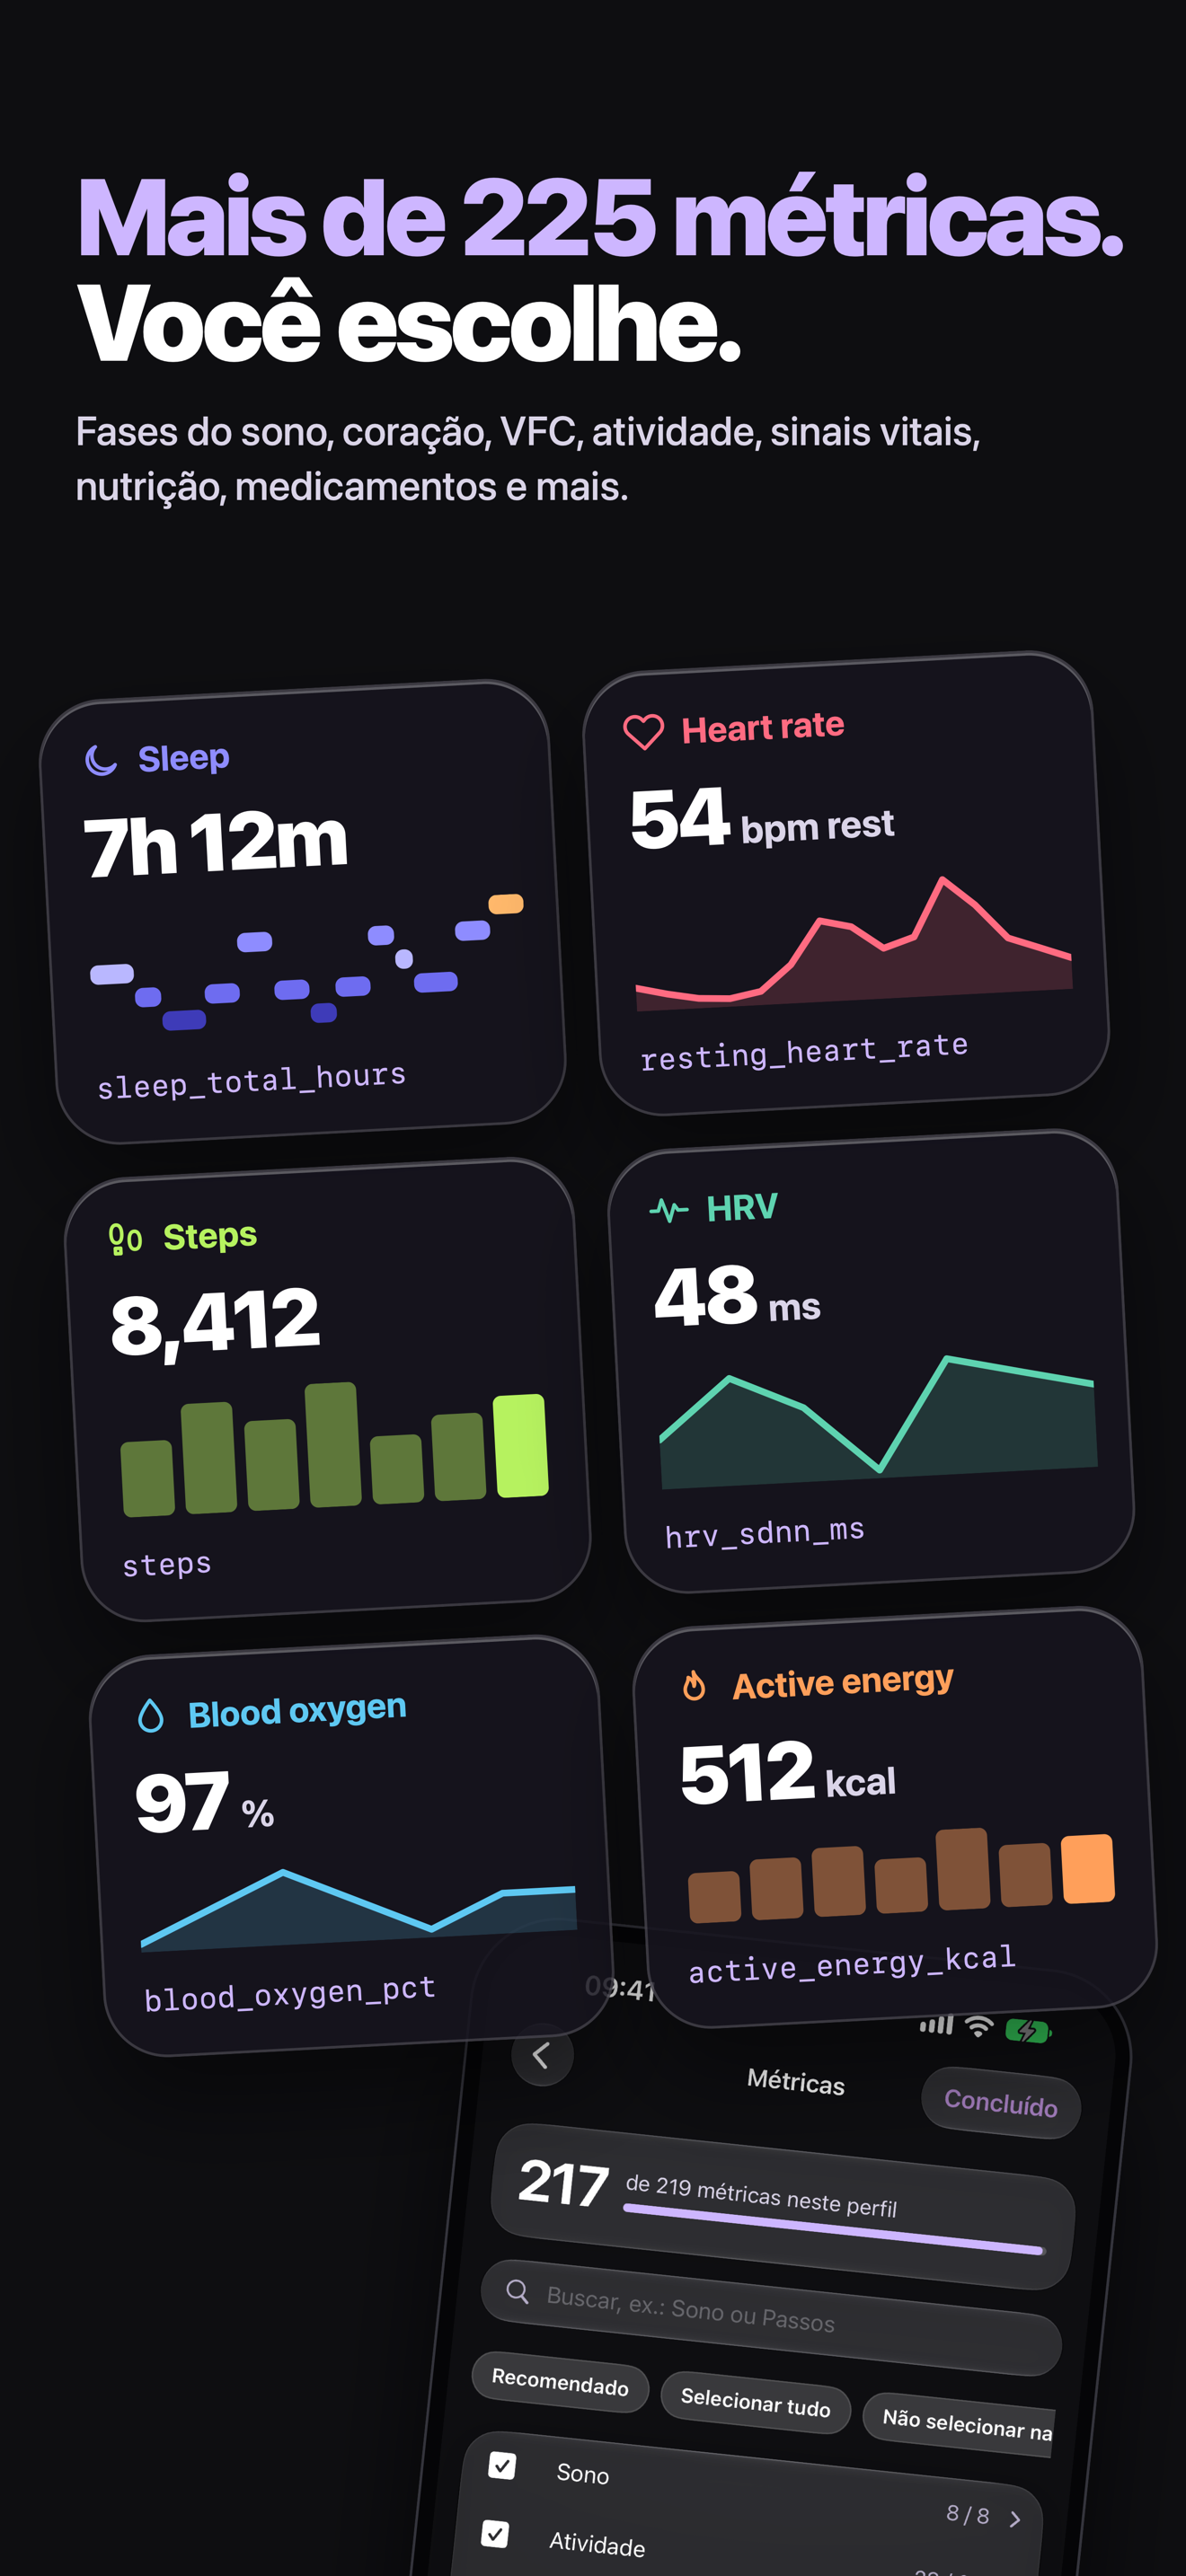 Mais de 225 métricas.
Você escolhe.
Fases do sono, coração, VFC, atividade, sinais vitais,
nutrição, medicamentos e mais.
Sleep
7h 12m
sleep_total_hours
Heart rate
54 bpm rest
resting_heart_rate
Steps
8,412
steps
HRV
48 ms
hrv_sdnn_ms
Blood oxygen
97 %
blood_oxygen_pct
Active energy
512 kcal
active_energy_kcal
09:41
Métricas
Concluído
217 de 219 métricas neste perfil
Buscar, ex.: Sono ou Passos
Recomendado
Selecionar tudo
Não selecionar na
Sono
8 / 8
Atividade